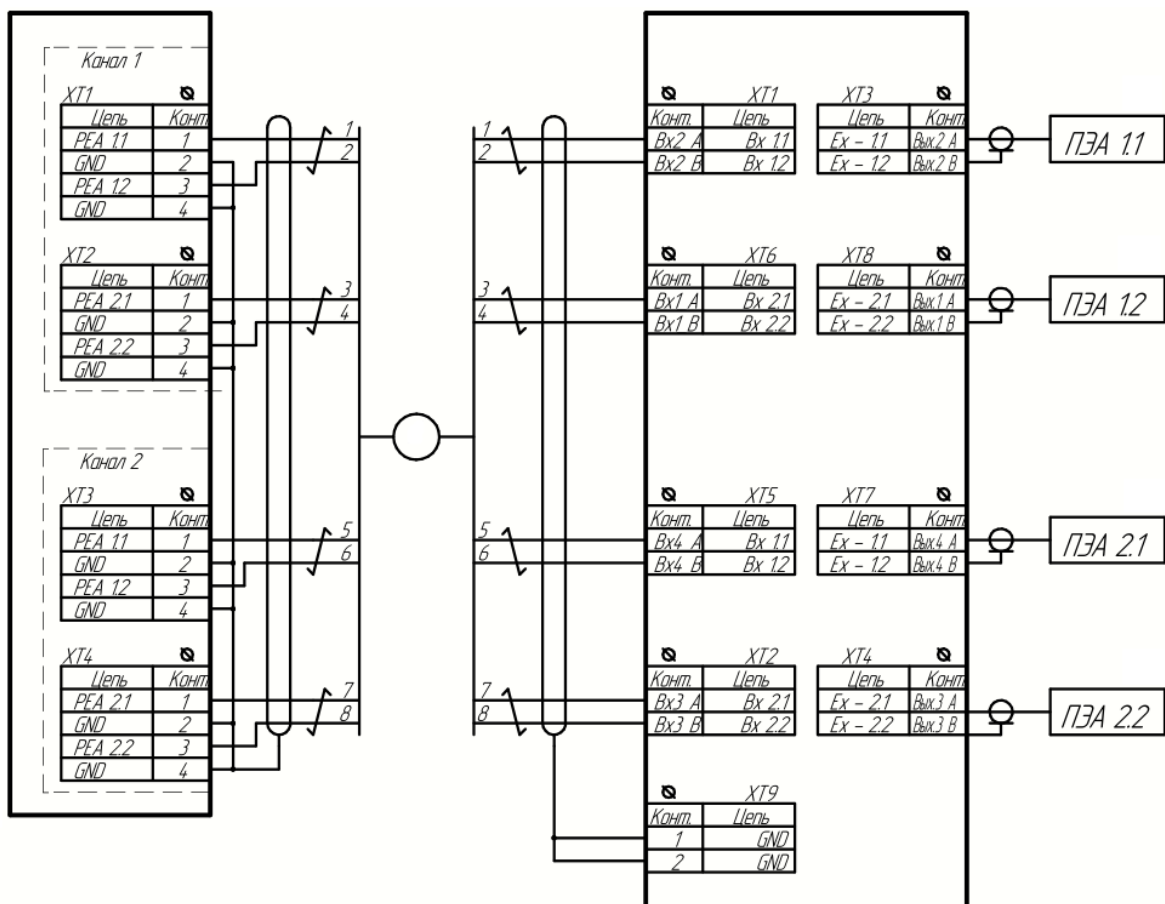 Канал 1
XT1
Цепь Конт.
PEA 1.1 1
GND 2
PEA 1.2 3
GND 4
XT2
Цепь Конт.
PEA 2.1 1
GND 2
PEA 2.2 3
GND 4
Канал 2
XT3
Цепь Конт.
PEA 1.1 1
GND 2
PEA 1.2 3
GND 4
XT4
Цепь Конт.
PEA 2.1 1
GND 2
PEA 2.2 3
GND 4
1
2
3
4
5
6
7
8
1
2
3
4
5
6
7
8
XT1
Конт. Цепь
Вх2 А Вх 1.1
Вх2 В Вх 1.2
XT6
Конт. Цепь
Вх1 А Вх 2.1
Вх1 В Вх 2.2
XT5
Конт. Цепь
Вх4 А Вх 1.1
Вх4 В Вх 1.2
XT2
Конт. Цепь
Вх3 А Вх 2.1
Вх3 В Вх 2.2
XT9
Конт. Цепь
1 GND
2 GND
XT3
Цепь Конт.
Ex - 1.1 Вых.2 А
Ex - 1.2 Вых.2 В
XT8
Цепь Конт.
Ex - 2.1 Вых.1 А
Ex - 2.2 Вых.1 В
XT7
Цепь Конт.
Ex - 1.1 Вых.4 А
Ex - 1.2 Вых.4 В
XT4
Цепь Конт.
Ex - 2.1 Вых.3 А
Ex - 2.2 Вых.3 В
ПЭА 1.1
ПЭА 1.2
ПЭА 2.1
ПЭА 2.2